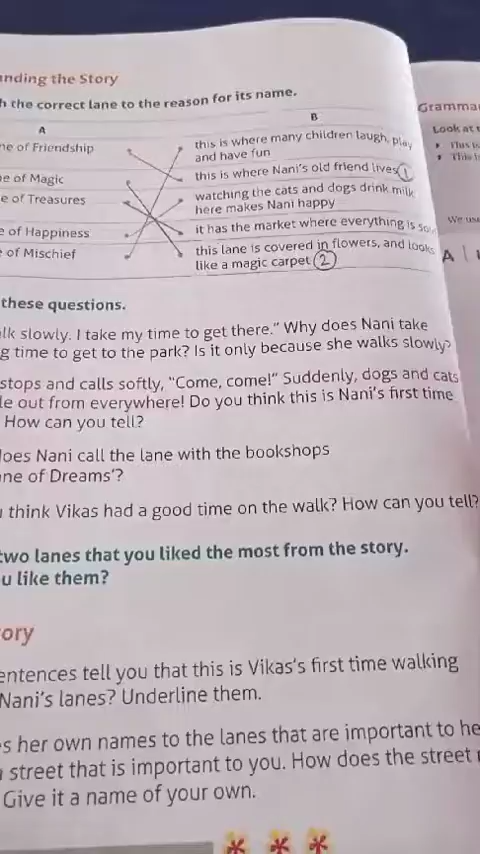 nding the Story
h the correct lane to the reason for its name.
A
B
ne of Friendship
this is where many children laugh, play
and have fun
e of Magic
this is where Nani's old friend lives 1
e of Treasures
watching the cats and dogs drink milk
here makes Nani happy
e of Happiness
it has the market where everything is so
of Mischief
this lane is covered in flowers, and looks
like a magic carpet 2
these questions.
lk slowly. I take my time to get there." Why does Nani take
g time to get to the park? Is it only because she walks slowly?
stops and calls softly, "Come, come!" Suddenly, dogs and cats
le out from everywhere! Do you think this is Nani's first time
How can you tell?
does Nani call the lane with the bookshops
ne of Dreams'?
u think Vikas had a good time on the walk? How can you tell?
two lanes that you liked the most from the story.
u like them?
ory
entences tell you that this is Vikas's first time walking
Nani's lanes? Underline them.
s her own names to the lanes that are important to he
street that is important to you. How does the street
Give it a name of your own.
Gramma
Look at
This
This
We us
A